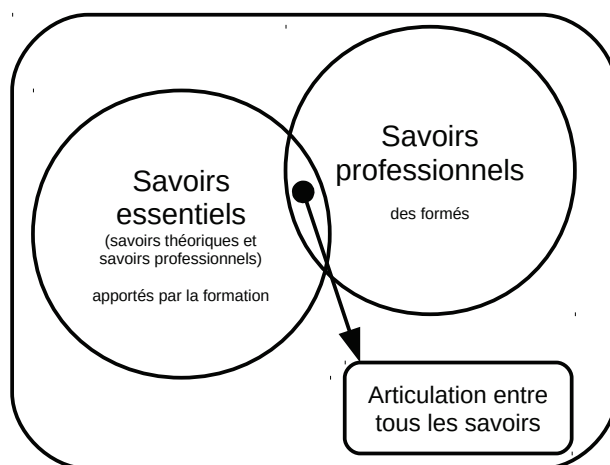 Savoirs
professionnels
des formés
Savoirs
essentiels
(savoirs théoriques et
savoirs professionnels)
apportés par la formation
Articulation entre
tous les savoirs